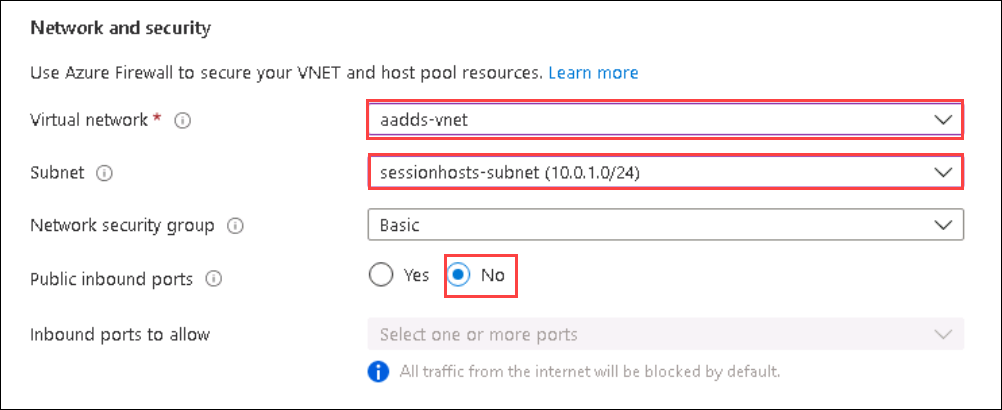 Network and security
Use Azure Firewall to secure your VNET and host pool resources. Learn more
Virtual network * aadds-vnet
Subnet sessionhosts-subnet (10.0.1.0/24)
Network security group Basic
Public inbound ports Yes No
Inbound ports to allow Select one or more ports
All traffic from the internet will be blocked by default.